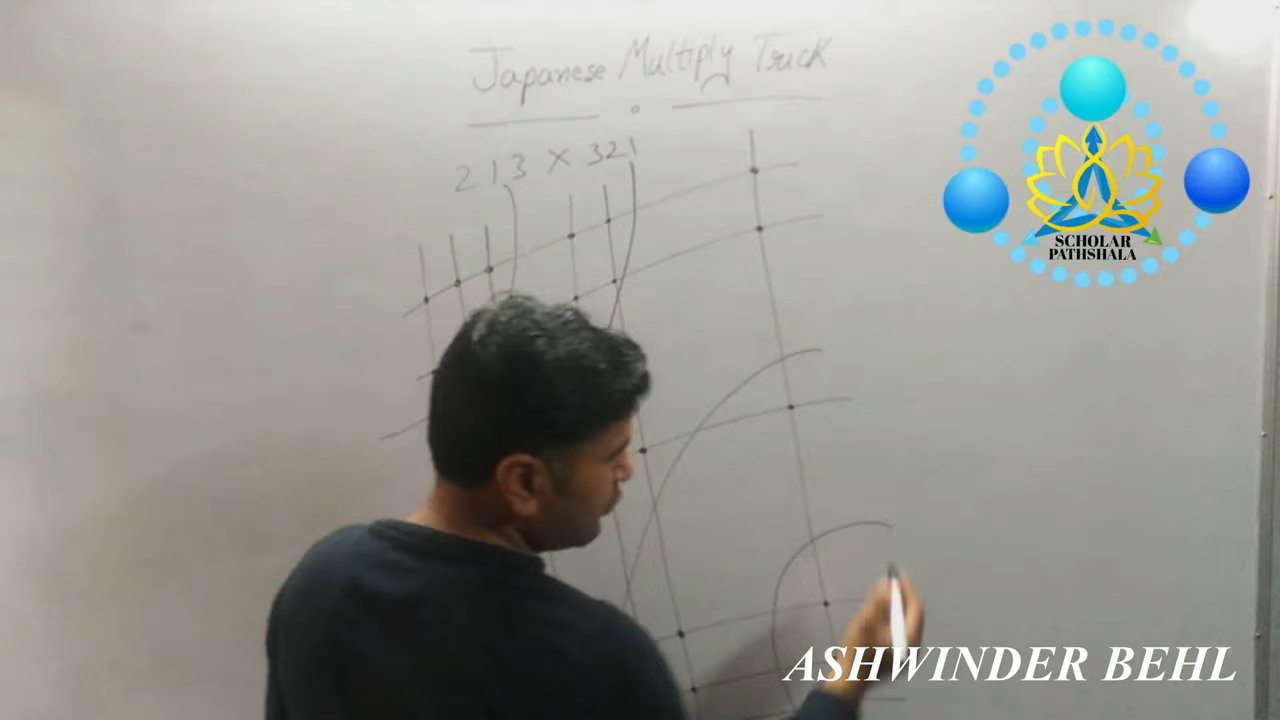 Japanese Multiply Trick
213 × 321
SCHOLAR
PATHSHALA
ASHWINDER BEHL